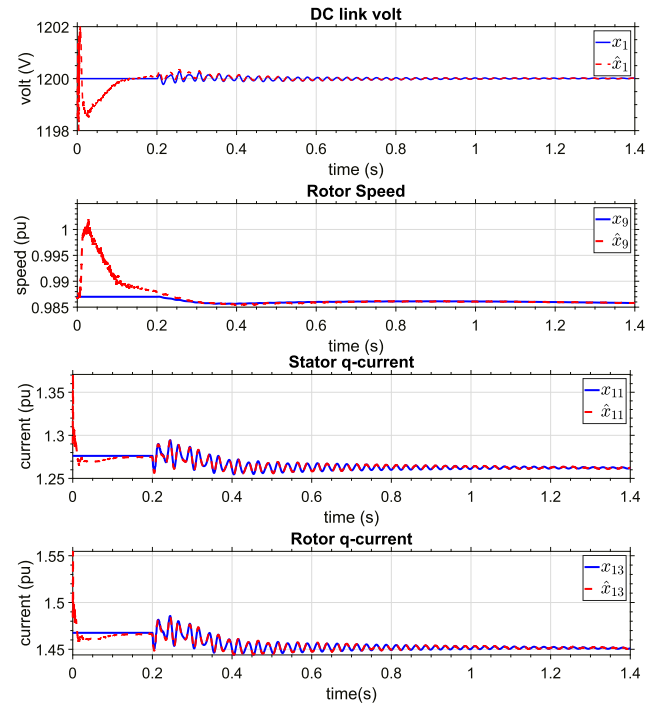 DC link volt
1202
1200
1198
volt (V)
x₁
x̂₁
0 0.2 0.4 0.6 0.8 1 1.2 1.4
time (s)
Rotor Speed
1
0.995
0.99
0.985
speed (pu)
x₉
x̂₉
0 0.2 0.4 0.6 0.8 1 1.2 1.4
time (s)
Stator q-current
1.35
1.3
1.25
current (pu)
x₁₁
x̂₁₁
0 0.2 0.4 0.6 0.8 1 1.2 1.4
time (s)
Rotor q-current
1.55
1.5
1.45
current (pu)
x₁₃
x̂₁₃
0 0.2 0.4 0.6 0.8 1 1.2 1.4
time(s)